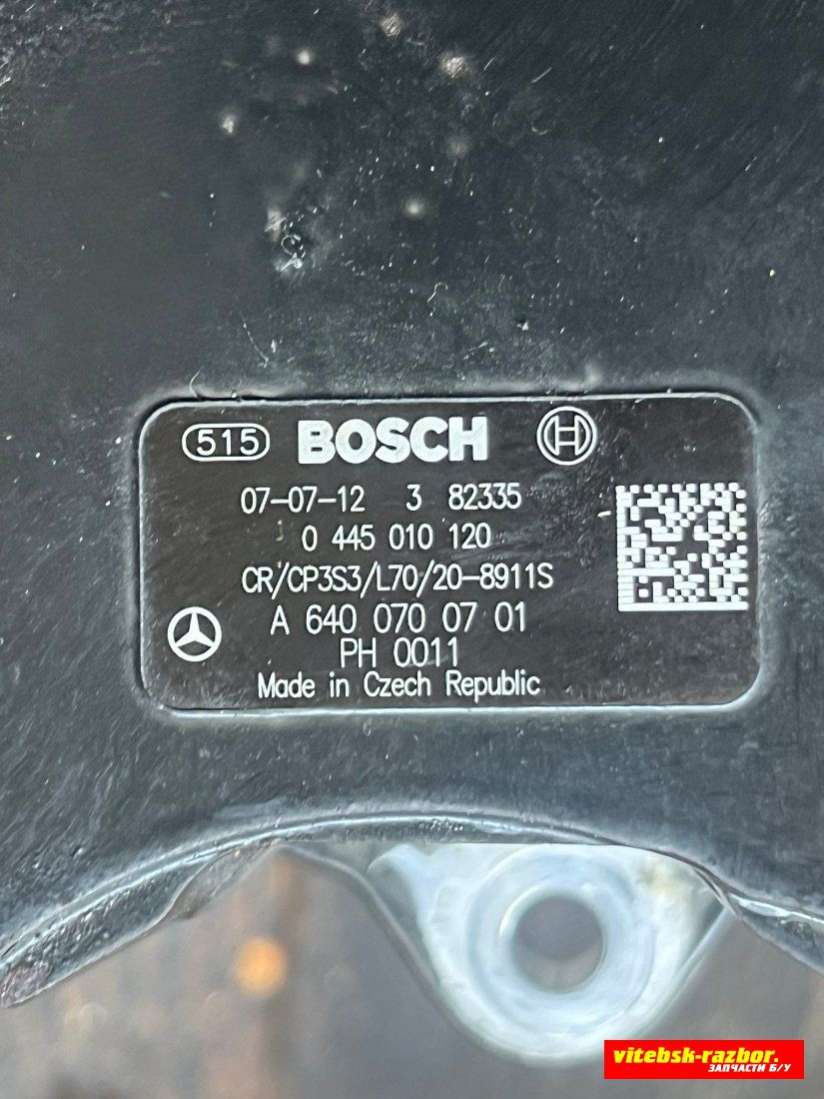 515 BOSCH
07-07-12 3 82335
0 445 010 120
CR/CP3S3/L70/20-8911S
A 640 070 07 01
PH 0011
Made in Czech Republic
vitebsk-razbor.
ЗАПЧАСТИ Б/У